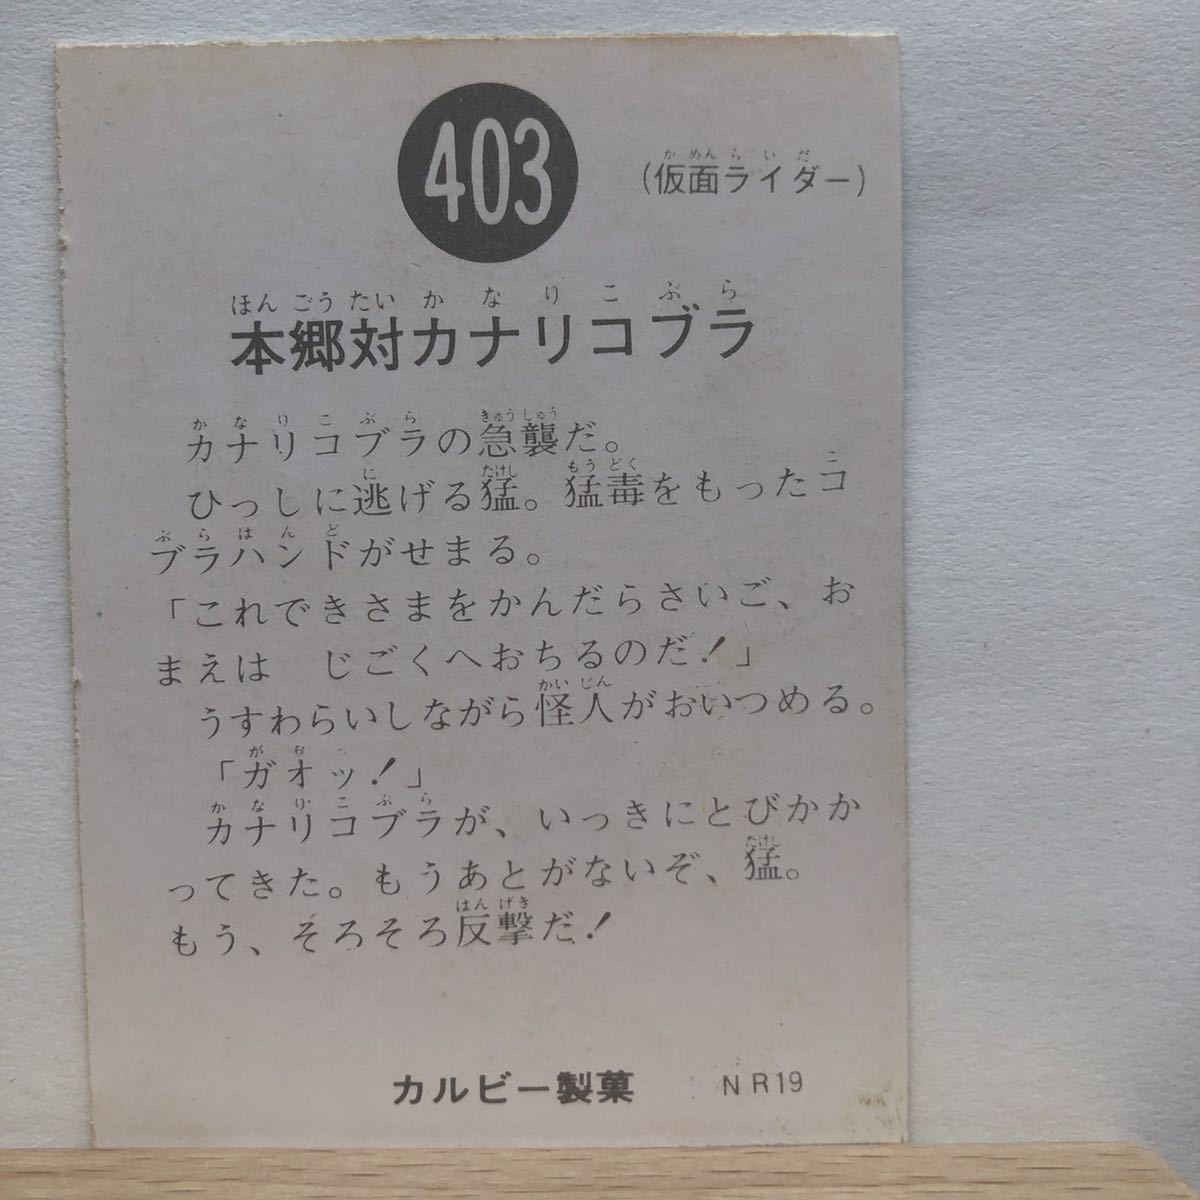 403
(仮面ライダー)
かめんらいだ
ほんごうたいかなりこぶら
本郷対カナリコブラ
かなりこぶら きゅうしゅう
カナリコブラの急襲だ。
に たけし もうどく こ
ひっしに逃げる猛。猛毒をもったコ
ぶらはんど
ブラハンドがせまる。
「これできさまをかんだらさいご、お
まえは じごくへおちるのだ!」
かいじん
うすわらいしながら怪人がおいつめる。
がおっ
「ガオッ!」
かなりこぶら
カナリコブラが、いっきにとびかか
たけし
ってきた。もうあとがないぞ、猛。
はんげき
もう、そろそろ反撃だ!
カルビー製菓 N R19